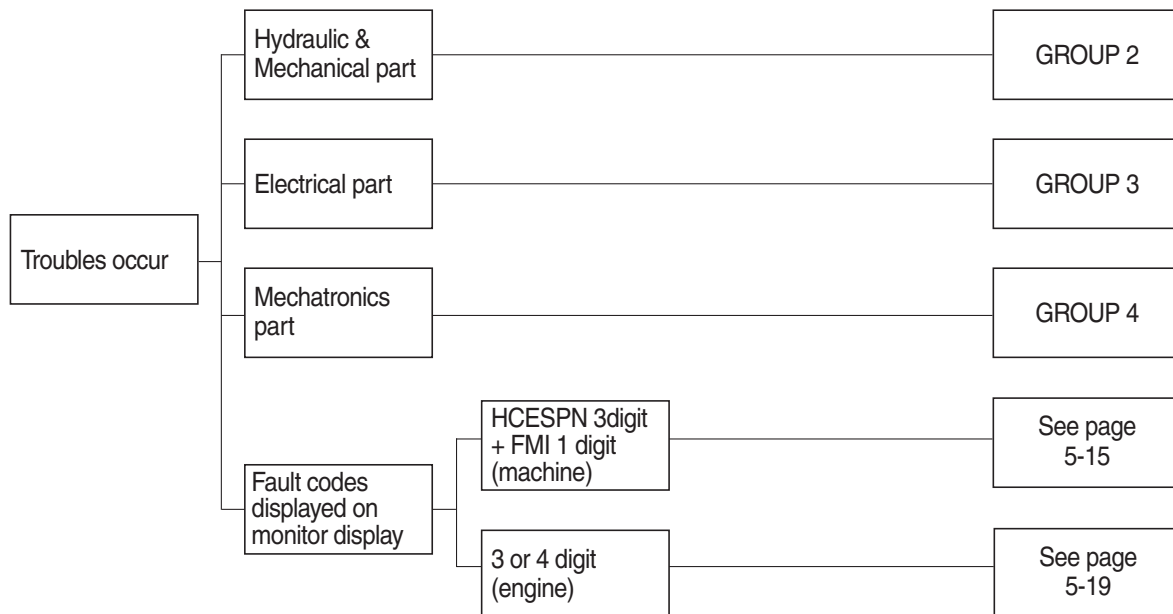 Hydraulic &
Mechanical part
GROUP 2
Electrical part
GROUP 3
Troubles occur
Mechatronics
part
GROUP 4
HCESPN 3digit
+ FMI 1 digit
(machine)
See page
5-15
Fault codes
displayed on
monitor display
3 or 4 digit
(engine)
See page
5-19